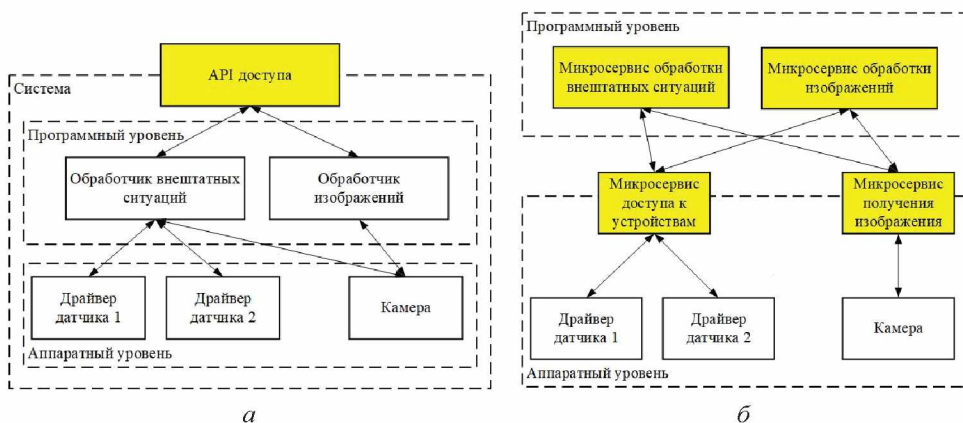 API доступа
Система
Программный уровень
Обработчик внештатных
ситуаций
Обработчик
изображений
Драйвер
датчика 1
Драйвер
датчика 2
Камера
Аппаратный уровень
а
Программный уровень
Микросервис обработки
внештатных ситуаций
Микросервис обработки
изображений
Микросервис
доступа к
устройствам
Микросервис
получения
изображения
Драйвер
датчика 1
Драйвер
датчика 2
Камера
Аппаратный уровень
б